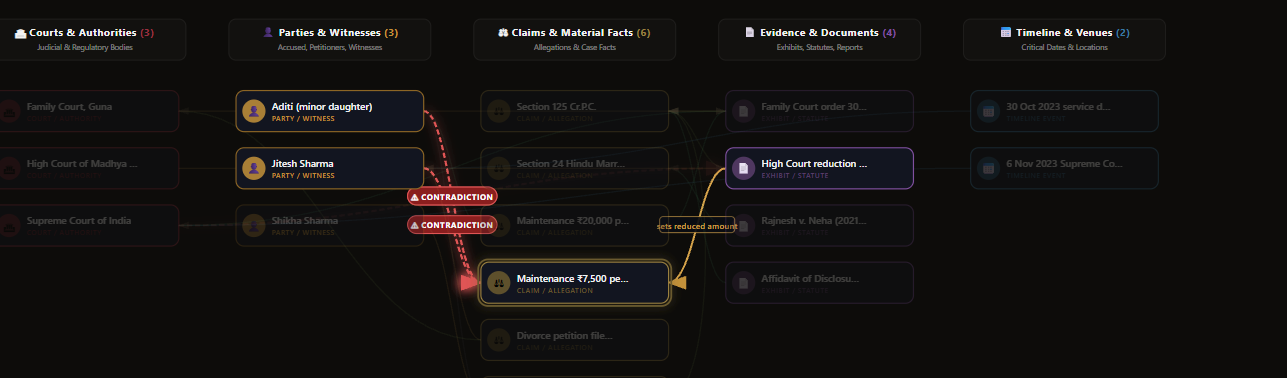 Courts & Authorities (3)
Judicial & Regulatory Bodies
Parties & Witnesses (3)
Accused, Petitioners, Witnesses
Claims & Material Facts (6)
Allegations & Case Facts
Evidence & Documents (4)
Exhibits, Statutes, Reports
Timeline & Venues (2)
Critical Dates & Locations
Family Court, Guna
High Court of Madhya ...
Supreme Court of India
Aditi (minor daughter)
PARTY / WITNESS
Jitesh Sharma
PARTY / WITNESS
Shikha Sharma
PARTY / WITNESS
CONTRADICTION
CONTRADICTION
Section 125 Cr.P.C.
CLAIM / ALLEGATION
Section 24 Hindu Marr...
CLAIM / ALLEGATION
Maintenance ₹20,000 p...
CLAIM / ALLEGATION
Maintenance ₹7,500 pe...
CLAIM / ALLEGATION
Divorce petition file...
CLAIM / ALLEGATION
sets reduced amount
Family Court order 30...
EXHIBIT / STATUTE
High Court reduction ...
EXHIBIT / STATUTE
Rajnesh v. Neha (2021...
EXHIBIT / STATUTE
Affidavit of Disclosu...
EXHIBIT / STATUTE
30 Oct 2023 service d...
TIMELINE EVENT
6 Nov 2023 Supreme Co...
TIMELINE EVENT